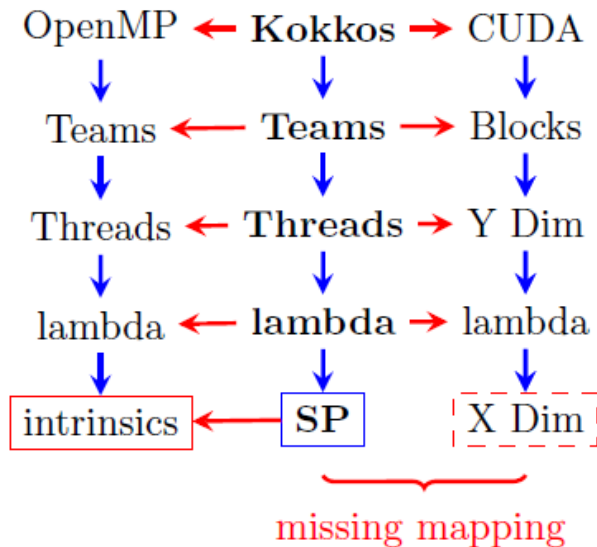 OpenMP Kokkos CUDA
Teams Teams Blocks
Threads Threads Y Dim
lambda lambda lambda
intrinsics SP X Dim
missing mapping